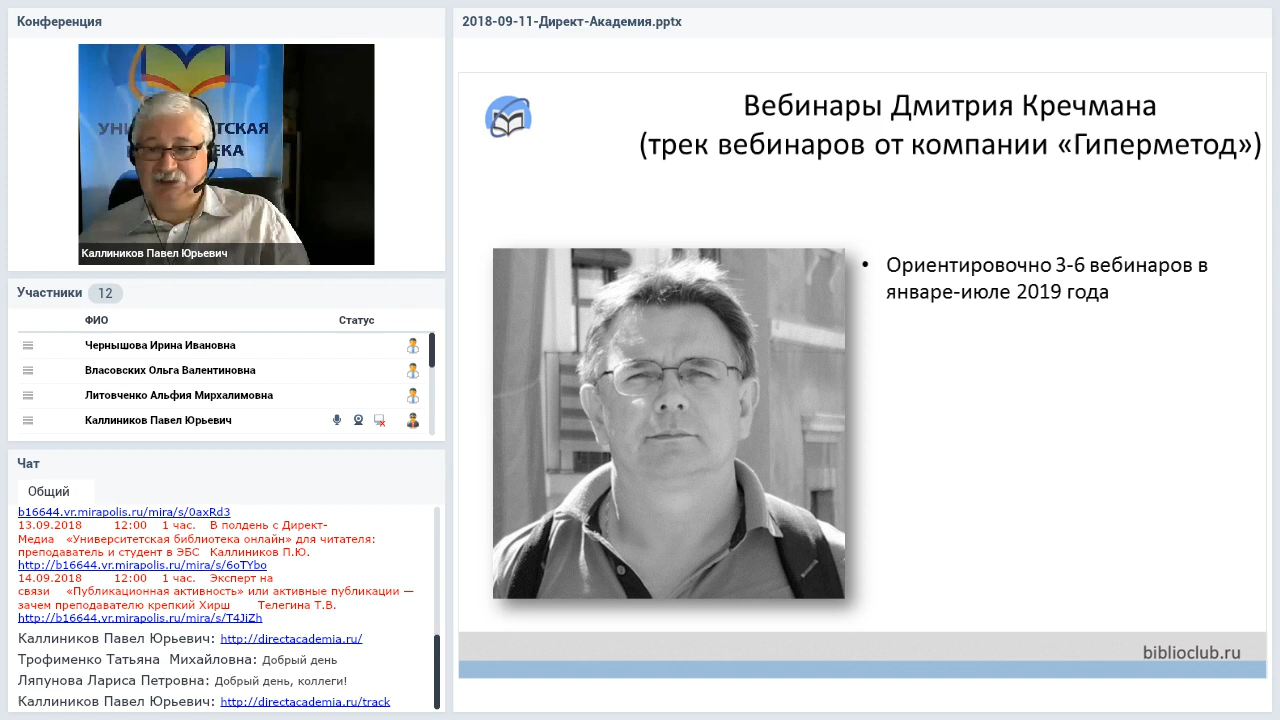 Конференция
УНИ
ТСКАЯ
ЕКА
Каллиников Павел Юрьевич
Участники 12
ФИО Статус
Чернышова Ирина Ивановна
Власовских Ольга Валентиновна
Литовченко Альфия Мирхалимовна
Каллиников Павел Юрьевич
Чат
Общий
b16644.vr.mirapolis.ru/mira/s/0axRd3
13.09.2018 12:00 1 час. В полдень с Директ-
Медиа «Университетская библиотека онлайн» для читателя:
преподаватель и студент в ЭБС Каллиников П.Ю.
http://b16644.vr.mirapolis.ru/mira/s/6oTYbo
14.09.2018 12:00 1 час. Эксперт на
связи «Публикационная активность» или активные публикации —
зачем преподавателю крепкий Хирш Телегина Т.В.
http://b16644.vr.mirapolis.ru/mira/s/T4JiZh
Каллиников Павел Юрьевич: http://directacademia.ru/
Трофименко Татьяна Михайловна: Добрый день
Ляпунова Лариса Петровна: Добрый день, коллеги!
Каллиников Павел Юрьевич: http://directacademia.ru/track
2018-09-11-Директ-Академия.pptx
Вебинары Дмитрия Кречмана
(трек вебинаров от компании «Гиперметод»)
• Ориентировочно 3-6 вебинаров в
январе-июле 2019 года
biblioclub.ru